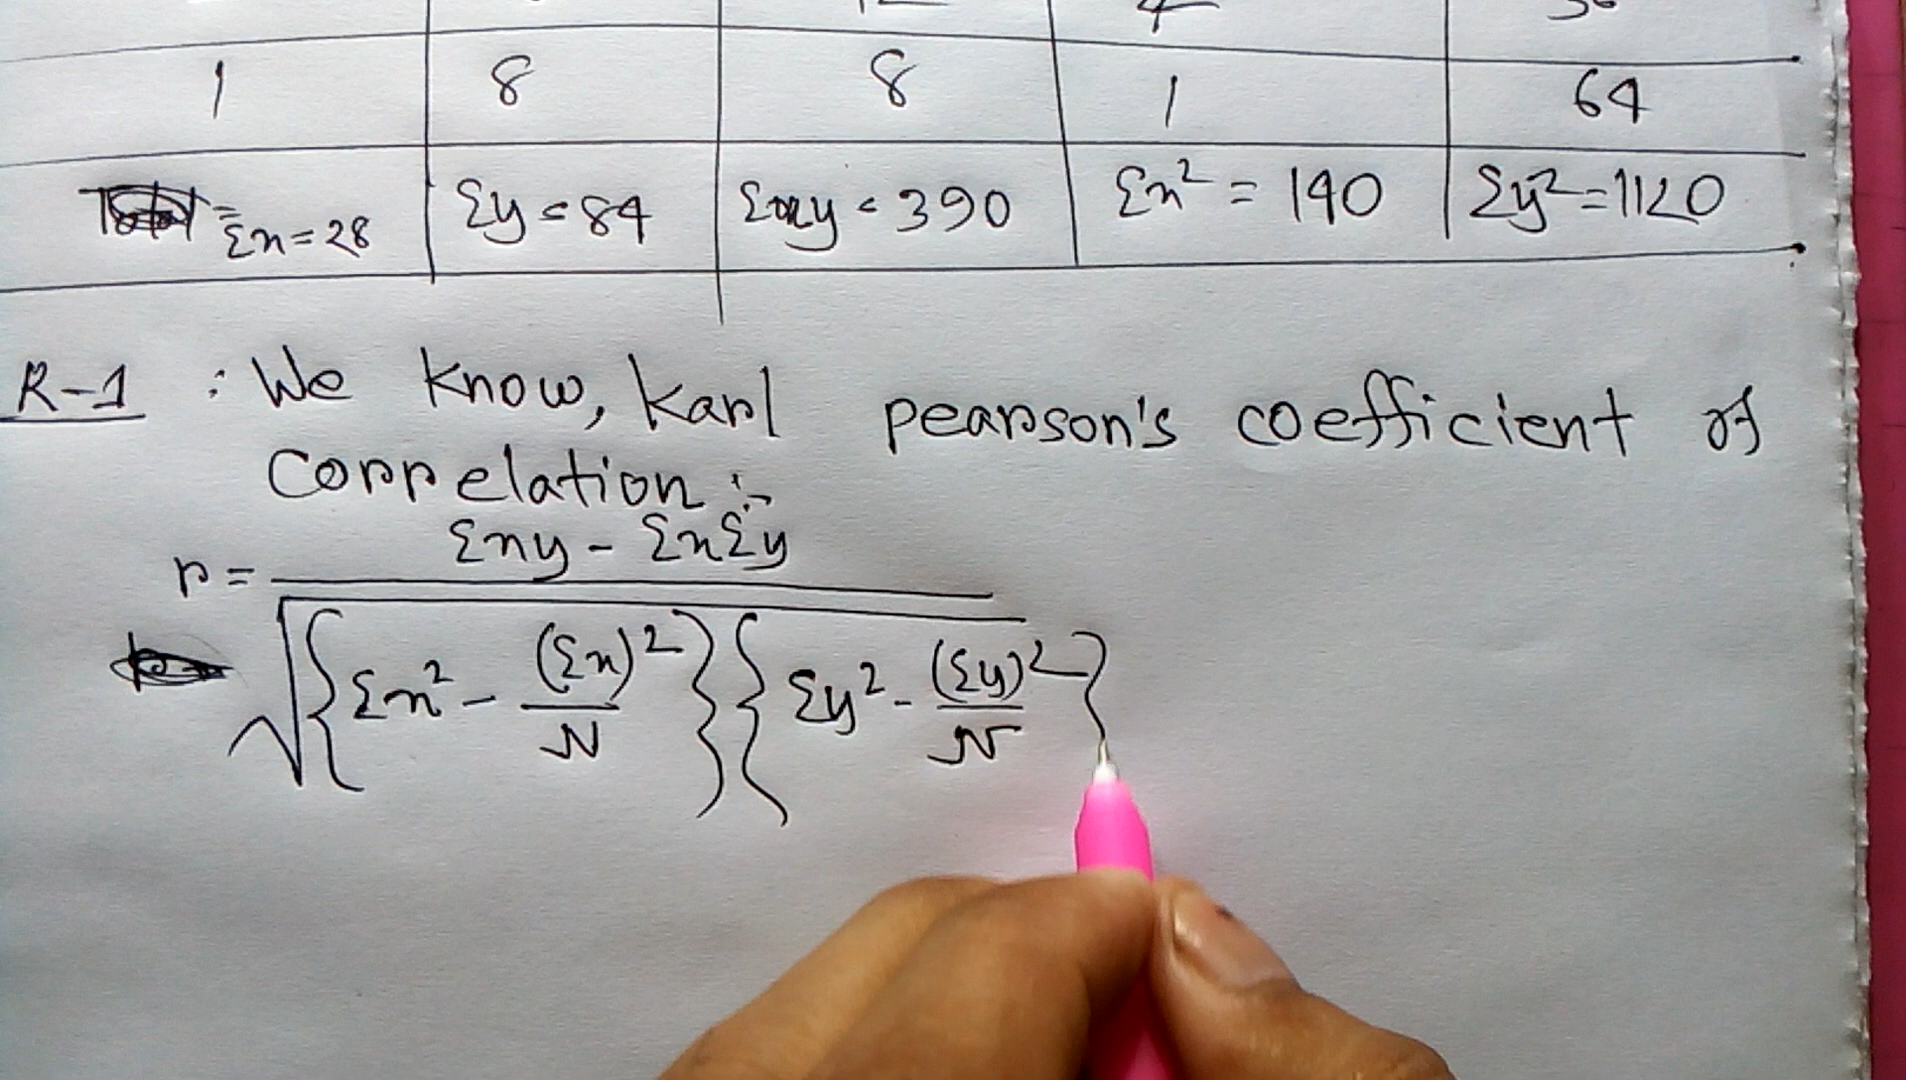 1 8 8 1 64
Σx=28 Σy=84 Σxy=390 Σx²=140 Σy²=1120
R-1 : We know, Karl pearson's coefficient of
correlation :-
Σxy - ΣxΣy
r=
√{Σx² - (Σx)²/N}{Σy² - (Σy)²/N}